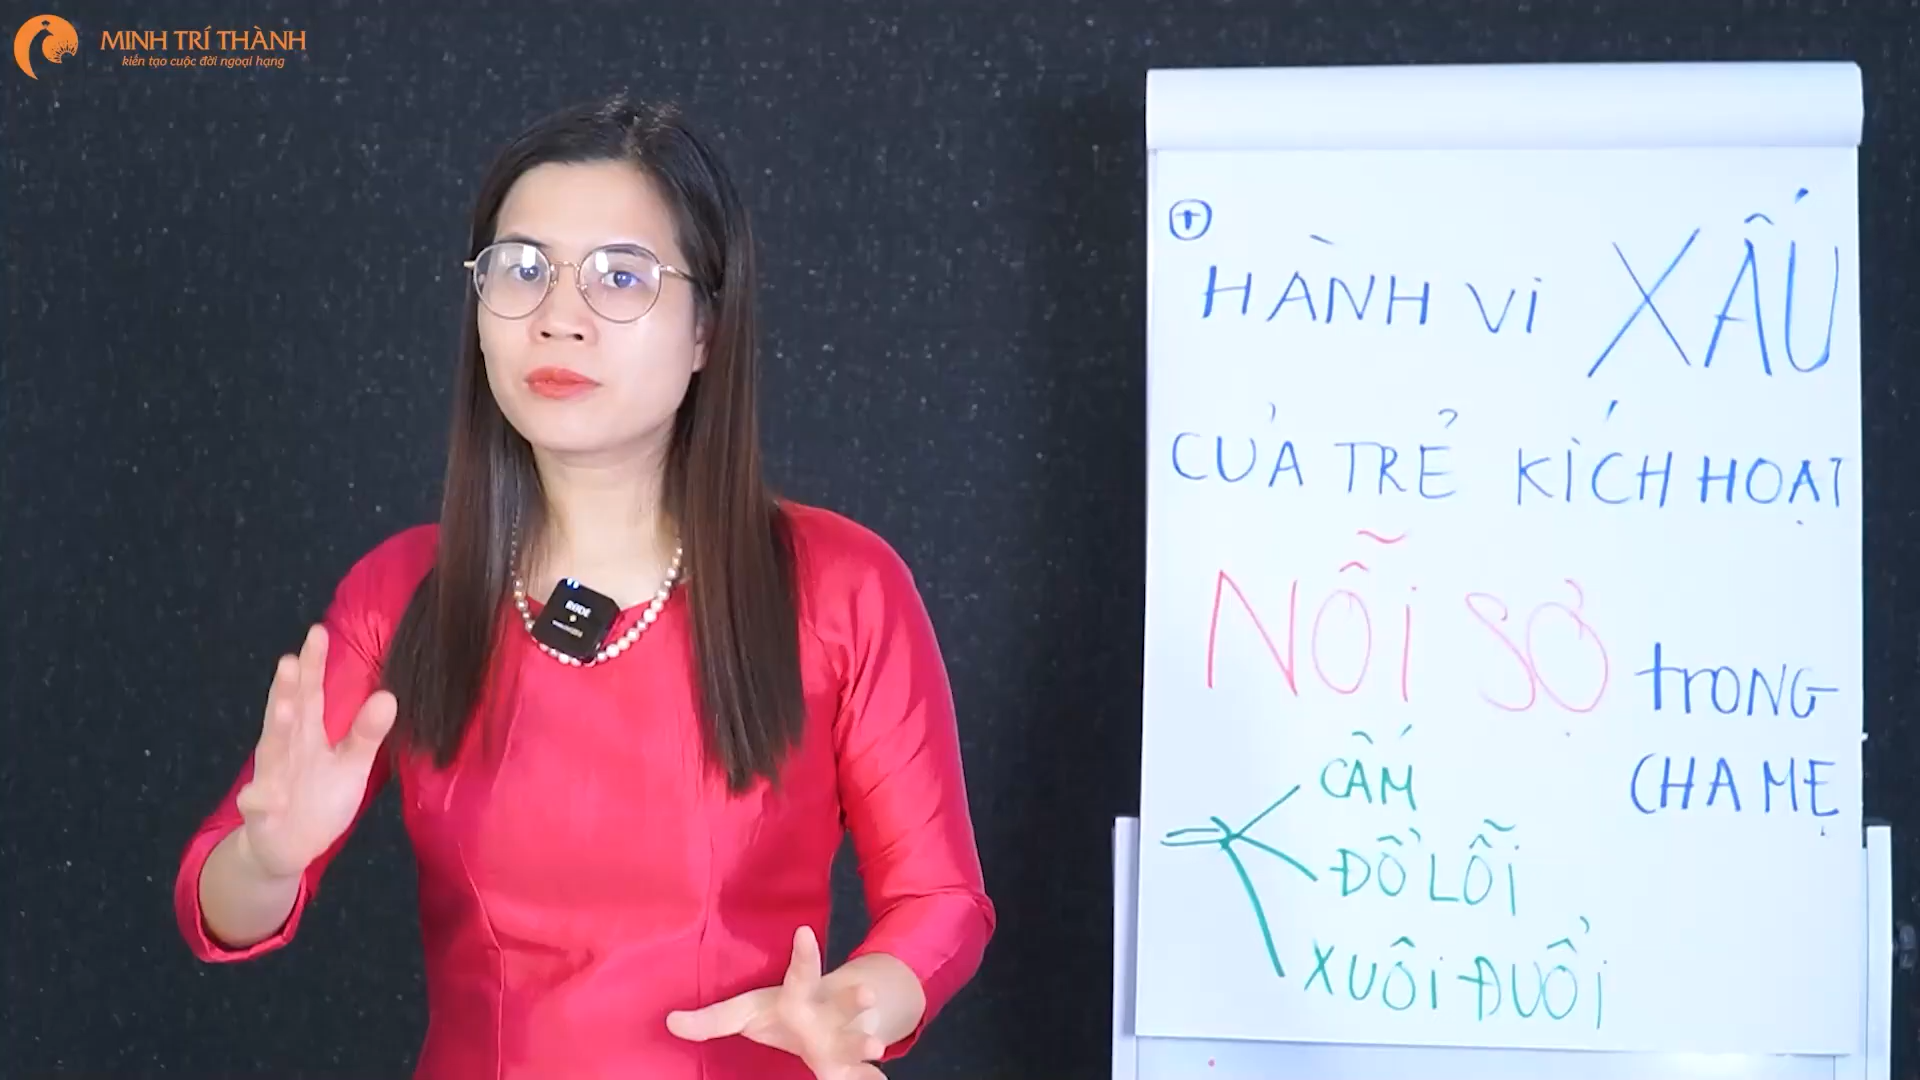 MINH TRÍ THÀNH
kiến tạo cuộc đời ngoại hạng
RØDE
HÀNH Vi XẤU
CỦA TRẺ KÍCH HOẠT
NỖi SỢ trONG
CHA MẸ
CẤM
ĐỔ LỖi
XUÔi ĐUỔi